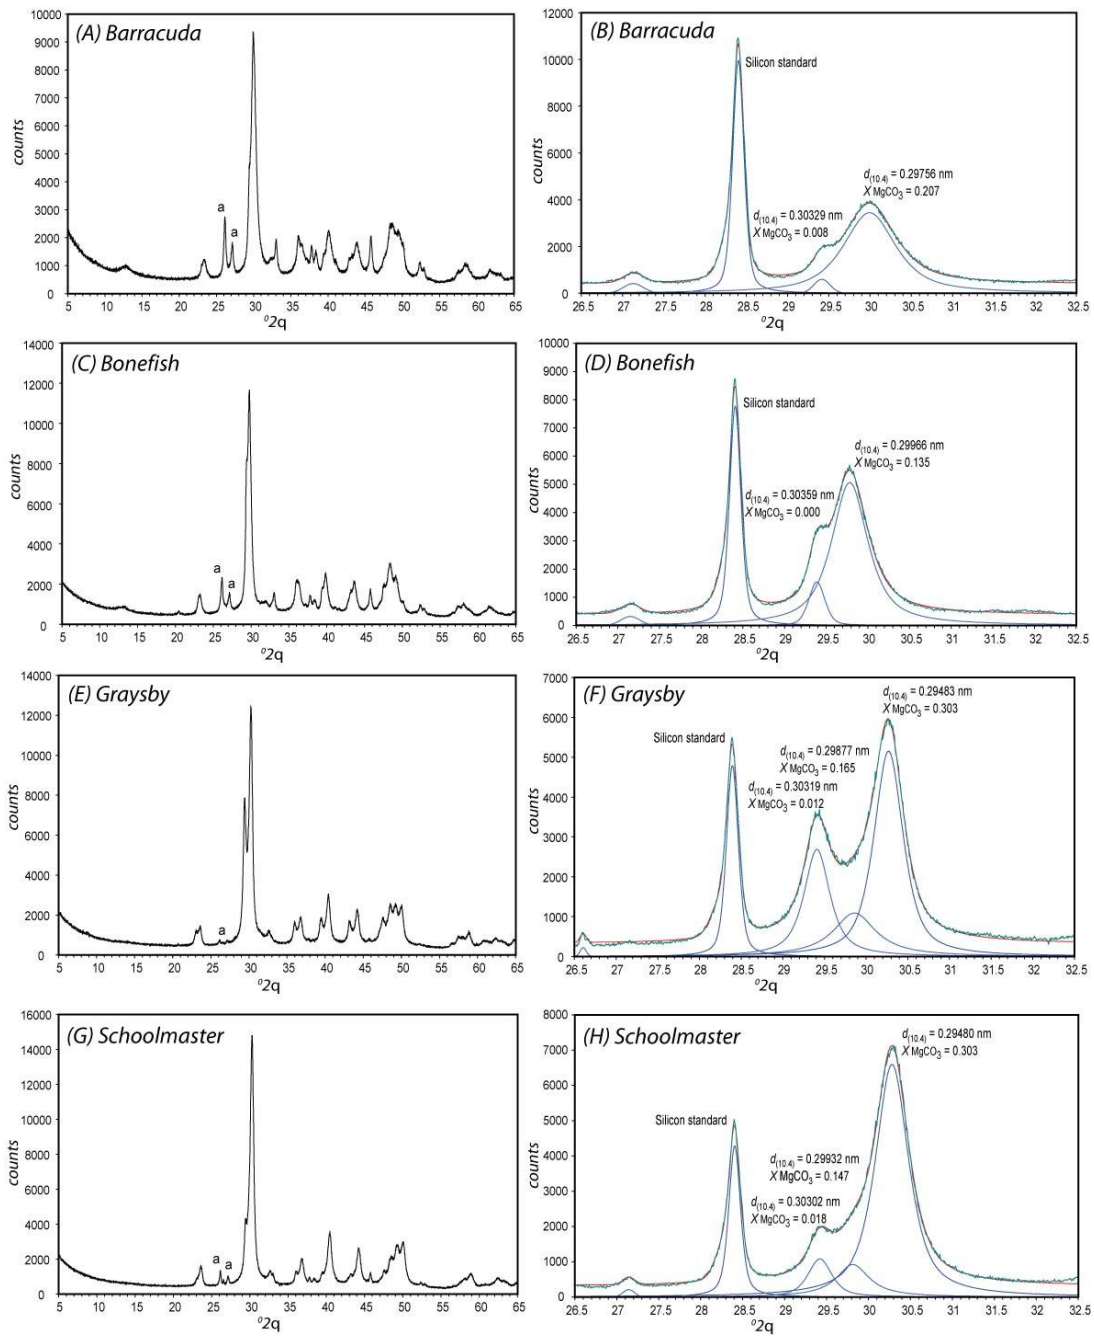 (A) Barracuda
10000
9000
8000
7000
6000
5000
4000
3000
2000
1000
0
counts
a
a
5 10 15 20 25 30 35 40 45 50 55 60 65
o2q
(B) Barracuda
12000
10000
8000
6000
4000
2000
0
counts
Silicon standard
d(10.4) = 0.30329 nm
X MgCO3 = 0.008
d(10.4) = 0.29756 nm
X MgCO3 = 0.207
26.5 27 27.5 28 28.5 29 29.5 30 30.5 31 31.5 32 32.5
o2q
(C) Bonefish
14000
12000
10000
8000
6000
4000
2000
0
counts
a
a
5 10 15 20 25 30 35 40 45 50 55 60 65
o2q
(D) Bonefish
10000
9000
8000
7000
6000
5000
4000
3000
2000
1000
0
counts
Silicon standard
d(10.4) = 0.30359 nm
X MgCO3 = 0.000
d(10.4) = 0.29966 nm
X MgCO3 = 0.135
26.5 27 27.5 28 28.5 29 29.5 30 30.5 31 31.5 32 32.5
o2q
(E) Graysby
14000
12000
10000
8000
6000
4000
2000
0
counts
a
5 10 15 20 25 30 35 40 45 50 55 60 65
o2q
(F) Graysby
7000
6000
5000
4000
3000
2000
1000
0
counts
Silicon standard
d(10.4) = 0.29483 nm
X MgCO3 = 0.303
d(10.4) = 0.29877 nm
X MgCO3 = 0.165
d(10.4) = 0.30319 nm
X MgCO3 = 0.012
26.5 27 27.5 28 28.5 29 29.5 30 30.5 31 31.5 32 32.5
o2q
(G) Schoolmaster
16000
14000
12000
10000
8000
6000
4000
2000
0
counts
a
a
5 10 15 20 25 30 35 40 45 50 55 60 65
o2q
(H) Schoolmaster
8000
7000
6000
5000
4000
3000
2000
1000
0
counts
Silicon standard
d(10.4) = 0.29480 nm
X MgCO3 = 0.303
d(10.4) = 0.29932 nm
X MgCO3 = 0.147
d(10.4) = 0.30302 nm
X MgCO3 = 0.018
26.5 27 27.5 28 28.5 29 29.5 30 30.5 31 31.5 32 32.5
o2q